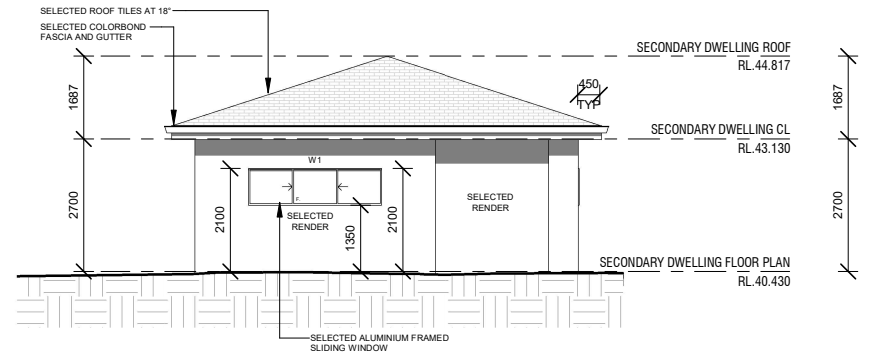 SELECTED ROOF TILES AT 18°
SELECTED COLORBOND
FASCIA AND GUTTER
SECONDARY DWELLING ROOF
RL.44.817
1687
450
TYP
1687
SECONDARY DWELLING CL
RL.43.130
W1
2700
2100
F.
SELECTED
RENDER
1350
2100
SELECTED
RENDER
2700
SECONDARY DWELLING FLOOR PLAN
RL.40.430
SELECTED ALUMINIUM FRAMED
SLIDING WINDOW